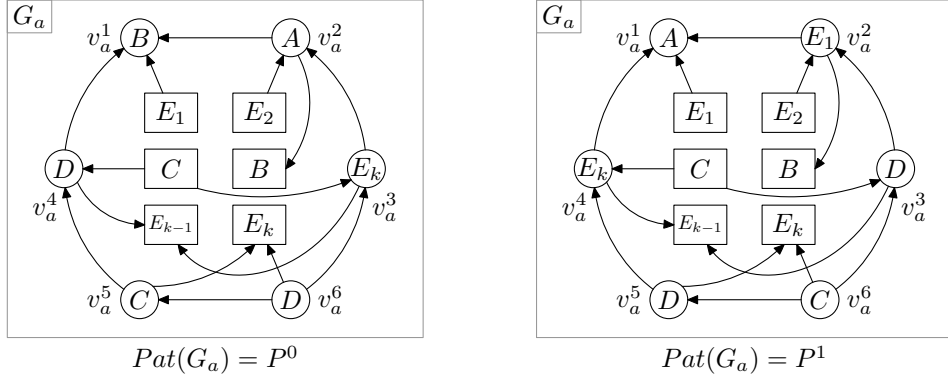 G_a
v_a^1 B A v_a^2
E_1 E_2
D C B E_k
v_a^4 v_a^3
E_{k-1} E_k
v_a^5 C D v_a^6
Pat(G_a) = P^0
G_a
v_a^1 A E_1 v_a^2
E_1 E_2
E_k C B D
v_a^4 v_a^3
E_{k-1} E_k
v_a^5 D C v_a^6
Pat(G_a) = P^1